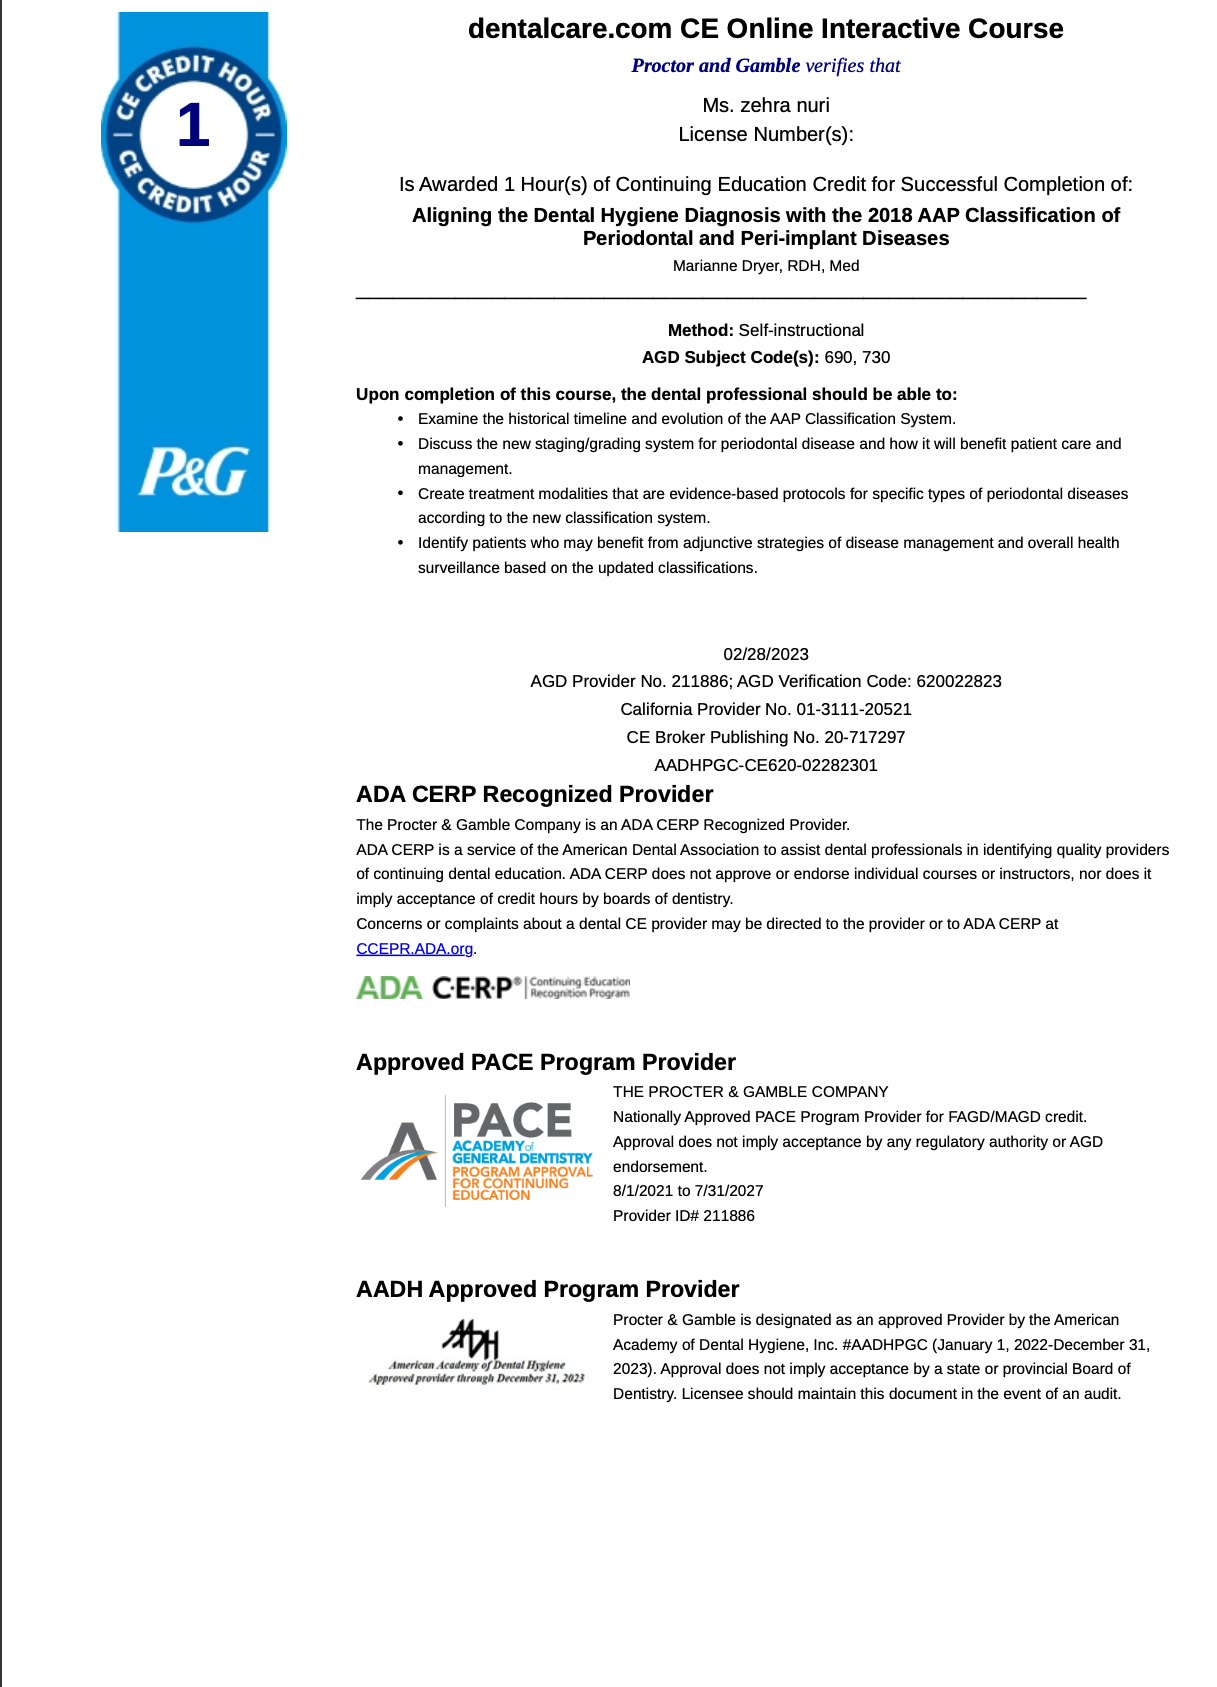 CE CREDIT HOUR
1
CE CREDIT HOUR
P&G
dentalcare.com CE Online Interactive Course
Proctor and Gamble verifies that
Ms. zehra nuri
License Number(s):
Is Awarded 1 Hour(s) of Continuing Education Credit for Successful Completion of:
Aligning the Dental Hygiene Diagnosis with the 2018 AAP Classification of
Periodontal and Peri-implant Diseases
Marianne Dryer, RDH, Med
Method: Self-instructional
AGD Subject Code(s): 690, 730
Upon completion of this course, the dental professional should be able to:
• Examine the historical timeline and evolution of the AAP Classification System.
• Discuss the new staging/grading system for periodontal disease and how it will benefit patient care and
management.
• Create treatment modalities that are evidence-based protocols for specific types of periodontal diseases
according to the new classification system.
• Identify patients who may benefit from adjunctive strategies of disease management and overall health
surveillance based on the updated classifications.
02/28/2023
AGD Provider No. 211886; AGD Verification Code: 620022823
California Provider No. 01-3111-20521
CE Broker Publishing No. 20-717297
AADHPGC-CE620-02282301
ADA CERP Recognized Provider
The Procter & Gamble Company is an ADA CERP Recognized Provider.
ADA CERP is a service of the American Dental Association to assist dental professionals in identifying quality providers
of continuing dental education. ADA CERP does not approve or endorse individual courses or instructors, nor does it
imply acceptance of credit hours by boards of dentistry.
Concerns or complaints about a dental CE provider may be directed to the provider or to ADA CERP at
CCEPR.ADA.org.
ADA C·E·R·P® | Continuing Education
Recognition Program
Approved PACE Program Provider
PACE
ACADEMY of
GENERAL DENTISTRY
PROGRAM APPROVAL
FOR CONTINUING
EDUCATION
THE PROCTER & GAMBLE COMPANY
Nationally Approved PACE Program Provider for FAGD/MAGD credit.
Approval does not imply acceptance by any regulatory authority or AGD
endorsement.
8/1/2021 to 7/31/2027
Provider ID# 211886
AADH Approved Program Provider
AADH
American Academy of Dental Hygiene
Approved provider through December 31, 2023
Procter & Gamble is designated as an approved Provider by the American
Academy of Dental Hygiene, Inc. #AADHPGC (January 1, 2022-December 31,
2023). Approval does not imply acceptance by a state or provincial Board of
Dentistry. Licensee should maintain this document in the event of an audit.